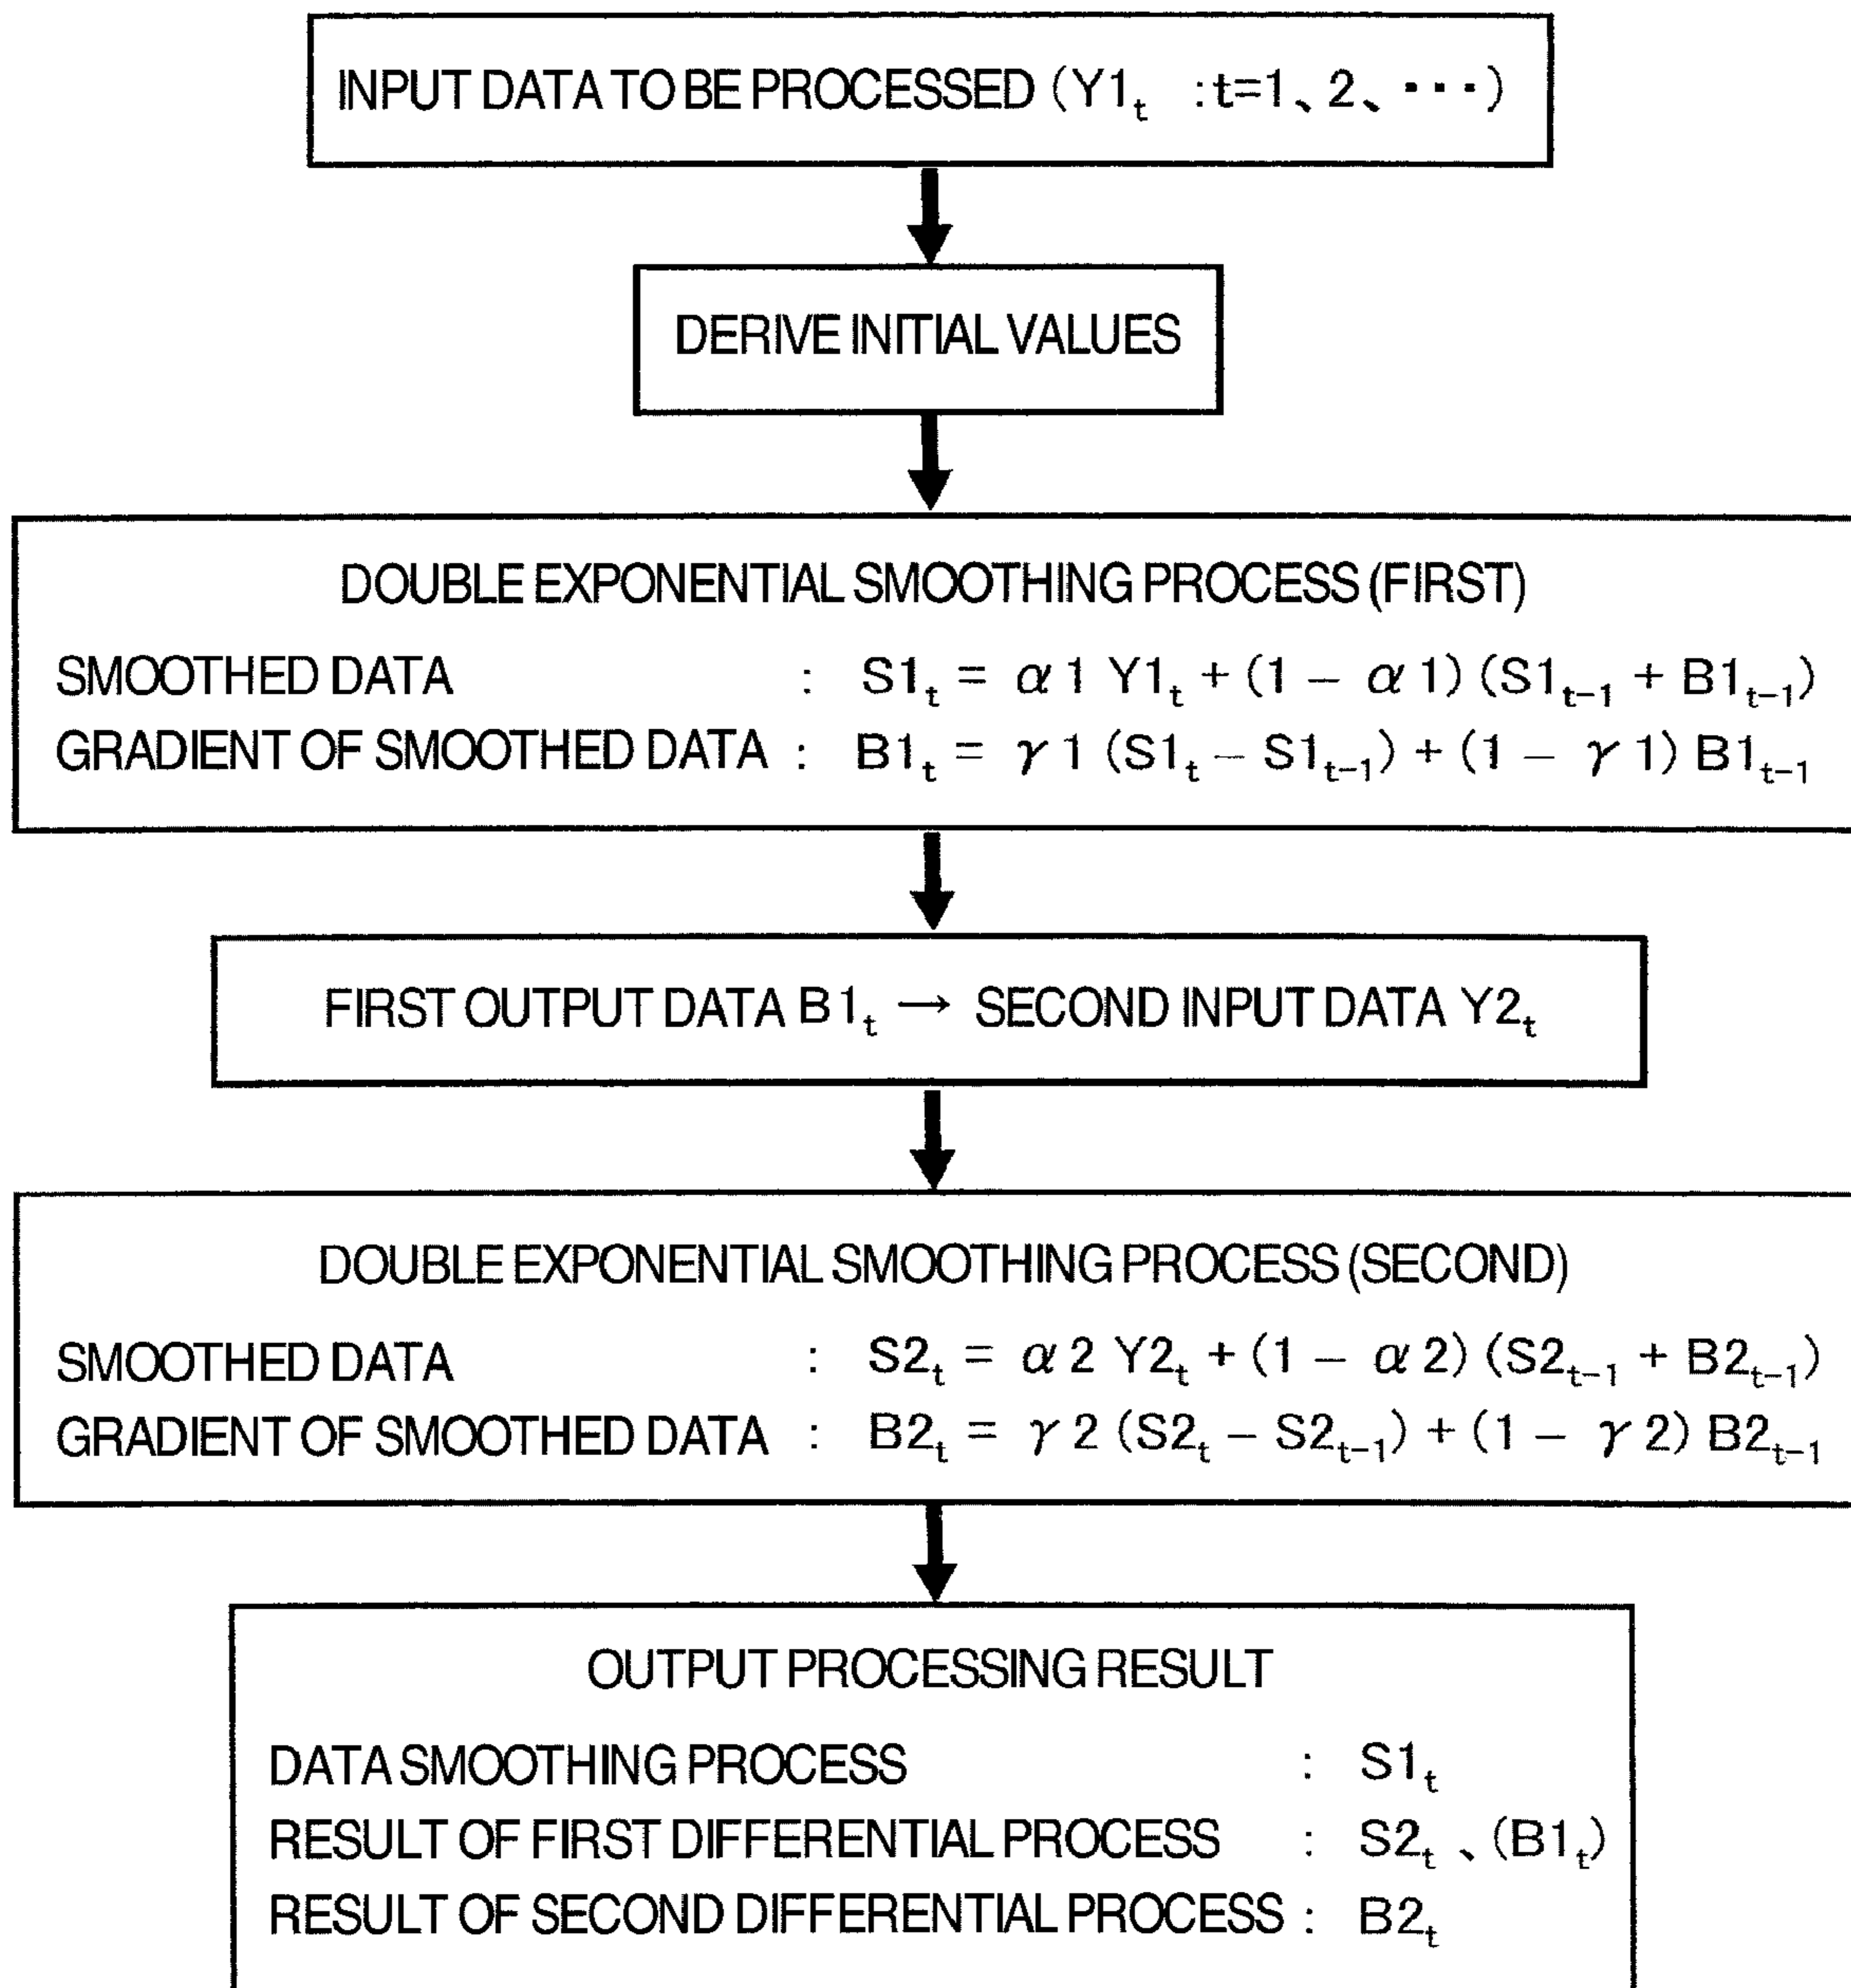 INPUT DATA TO BE PROCESSED (Y1ₜ :t=1、2、···)
DERIVE INITIAL VALUES
DOUBLE EXPONENTIAL SMOOTHING PROCESS (FIRST)
SMOOTHED DATA : S1ₜ = α1 Y1ₜ + (1 − α1) (S1ₜ₋₁ + B1ₜ₋₁)
GRADIENT OF SMOOTHED DATA : B1ₜ = γ1 (S1ₜ − S1ₜ₋₁) + (1 − γ1) B1ₜ₋₁
FIRST OUTPUT DATA B1ₜ → SECOND INPUT DATA Y2ₜ
DOUBLE EXPONENTIAL SMOOTHING PROCESS (SECOND)
SMOOTHED DATA : S2ₜ = α2 Y2ₜ + (1 − α2) (S2ₜ₋₁ + B2ₜ₋₁)
GRADIENT OF SMOOTHED DATA : B2ₜ = γ2 (S2ₜ − S2ₜ₋₁) + (1 − γ2) B2ₜ₋₁
OUTPUT PROCESSING RESULT
DATA SMOOTHING PROCESS : S1ₜ
RESULT OF FIRST DIFFERENTIAL PROCESS : S2ₜ、(B1ₜ)
RESULT OF SECOND DIFFERENTIAL PROCESS : B2ₜ